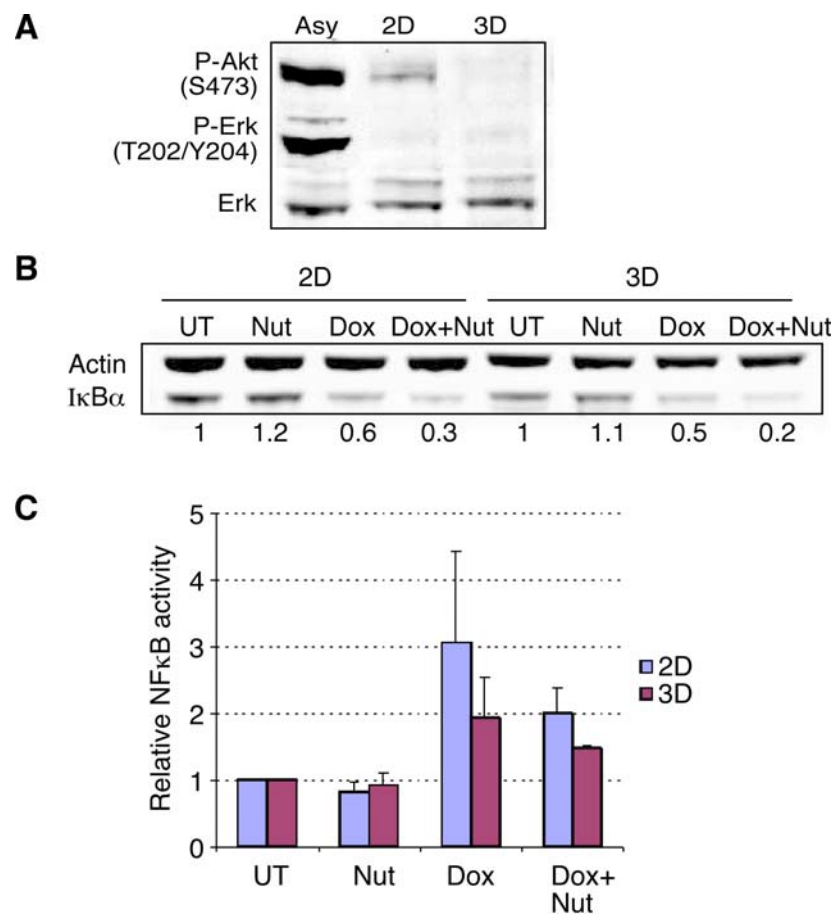 A
Asy 2D 3D
P-Akt
(S473)
P-Erk
(T202/Y204)
Erk
B
2D 3D
UT Nut Dox Dox+Nut UT Nut Dox Dox+Nut
Actin
IκBα
1 1.2 0.6 0.3 1 1.1 0.5 0.2
C
Relative NFκB activity
5
4
3
2
1
0
2D
3D
UT Nut Dox Dox+
Nut